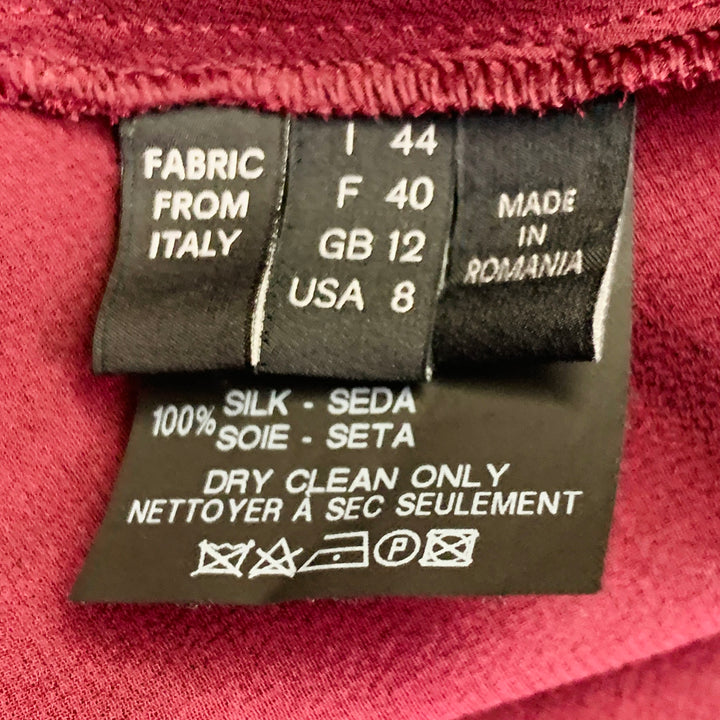 FABRIC
FROM
ITALY
I 44
F 40
GB 12
USA 8
MADE
IN
ROMANIA
100% SILK - SEDA
SOIE - SETA
DRY CLEAN ONLY
NETTOYER À SEC SEULEMENT
P